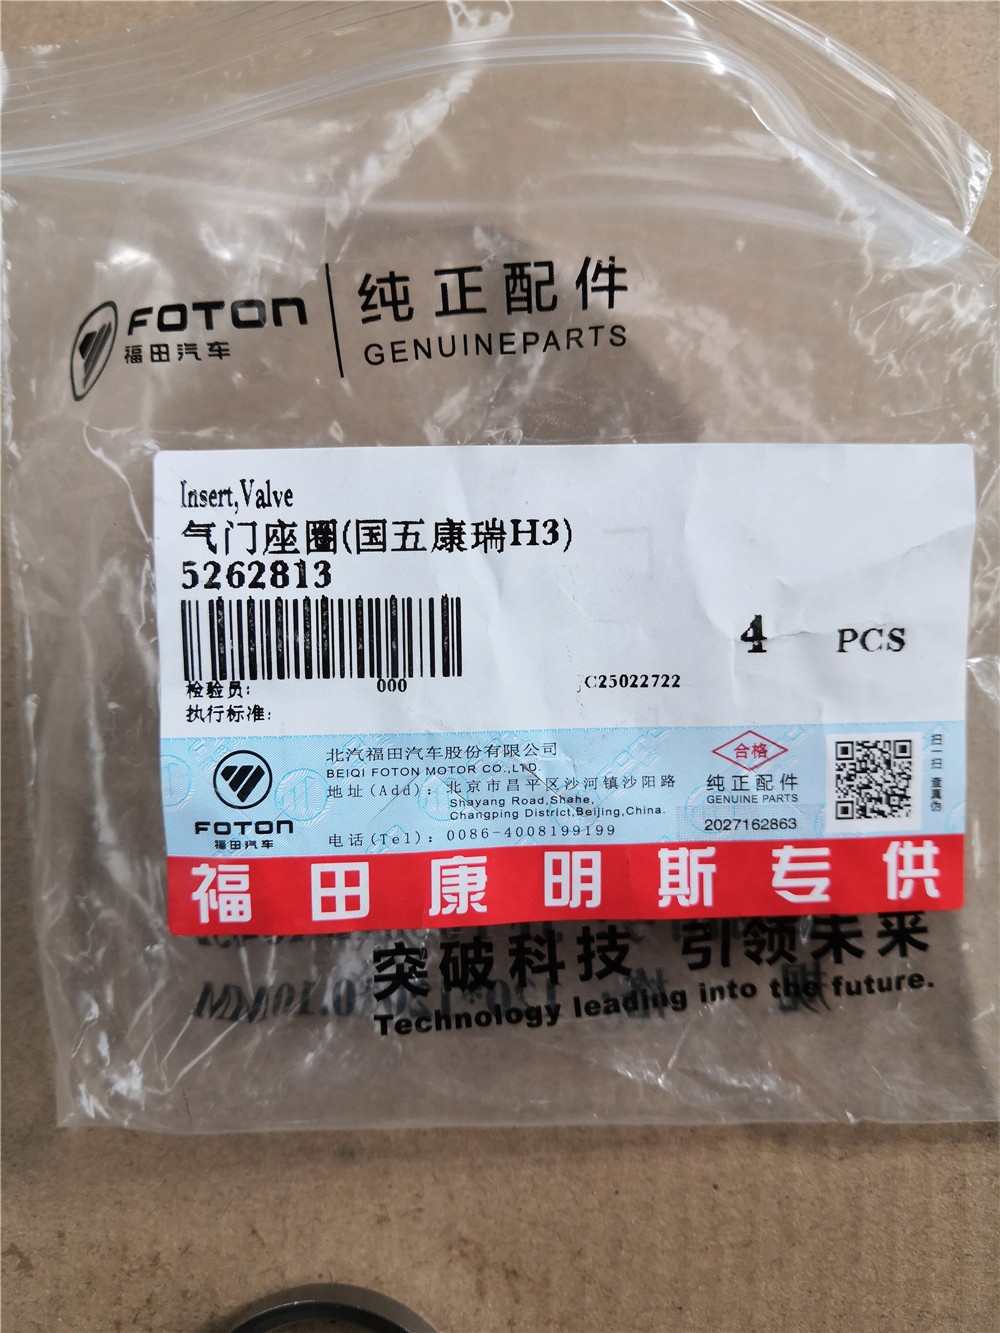 FOTON
福田汽车
纯正配件
GENUINEPARTS
Insert,Valve
气门座圈(国五康瑞H3)
5262813
4 PCS
000
检验员:
C25022722
执行标准:
FOTON
福田汽车
北汽福田汽车股份有限公司
BEIQI FOTON MOTOR CO.,LTD.
地址(Add): 北京市昌平区沙河镇沙阳路
Shayang Road,Shahe,
Changping District,Beijing,China.
电话(Tel): 0086-4008199199
合格
纯正配件
GENUINE PARTS
2027162863
扫一扫 查真伪
福田康明斯专供
突破科技 引领未来
Technology leading into the future.